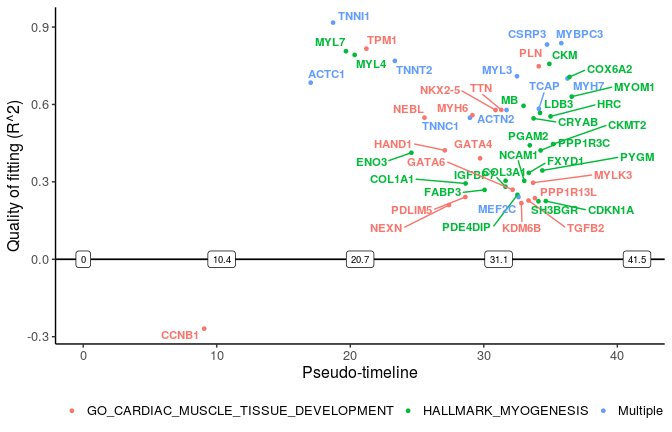 TNNI1
0.9
CSRP3 MYBPC3
MYL7 TPM1
PLN CKM
MYL4
TNNT2
COX6A2
ACTC1
MYL3
TCAP MYH7 MYOM1
NKX2-5 TTN
0.6
MB LDB3 HRC
NEBL MYH6
TNNC1 ACTN2 CRYAB CKMT2
PGAM2
HAND1 GATA4 PPP1R3C
NCAM1
ENO3 GATA6 FXYD1 PYGM
COL1A1 IGFBP7 COL3A1 MYLK3
0.3
FABP3 PPP1R13L
PDLIM5 MEF2C SH3BGR CDKN1A
NEXN PDE4DIP KDM6B TGFB2
0.0
0 10.4 20.7 31.1 41.5
CCNB1
-0.3
0 10 20 30 40
Quality of fitting (R^2)
Pseudo-timeline
GO_CARDIAC_MUSCLE_TISSUE_DEVELOPMENT HALLMARK_MYOGENESIS Multiple